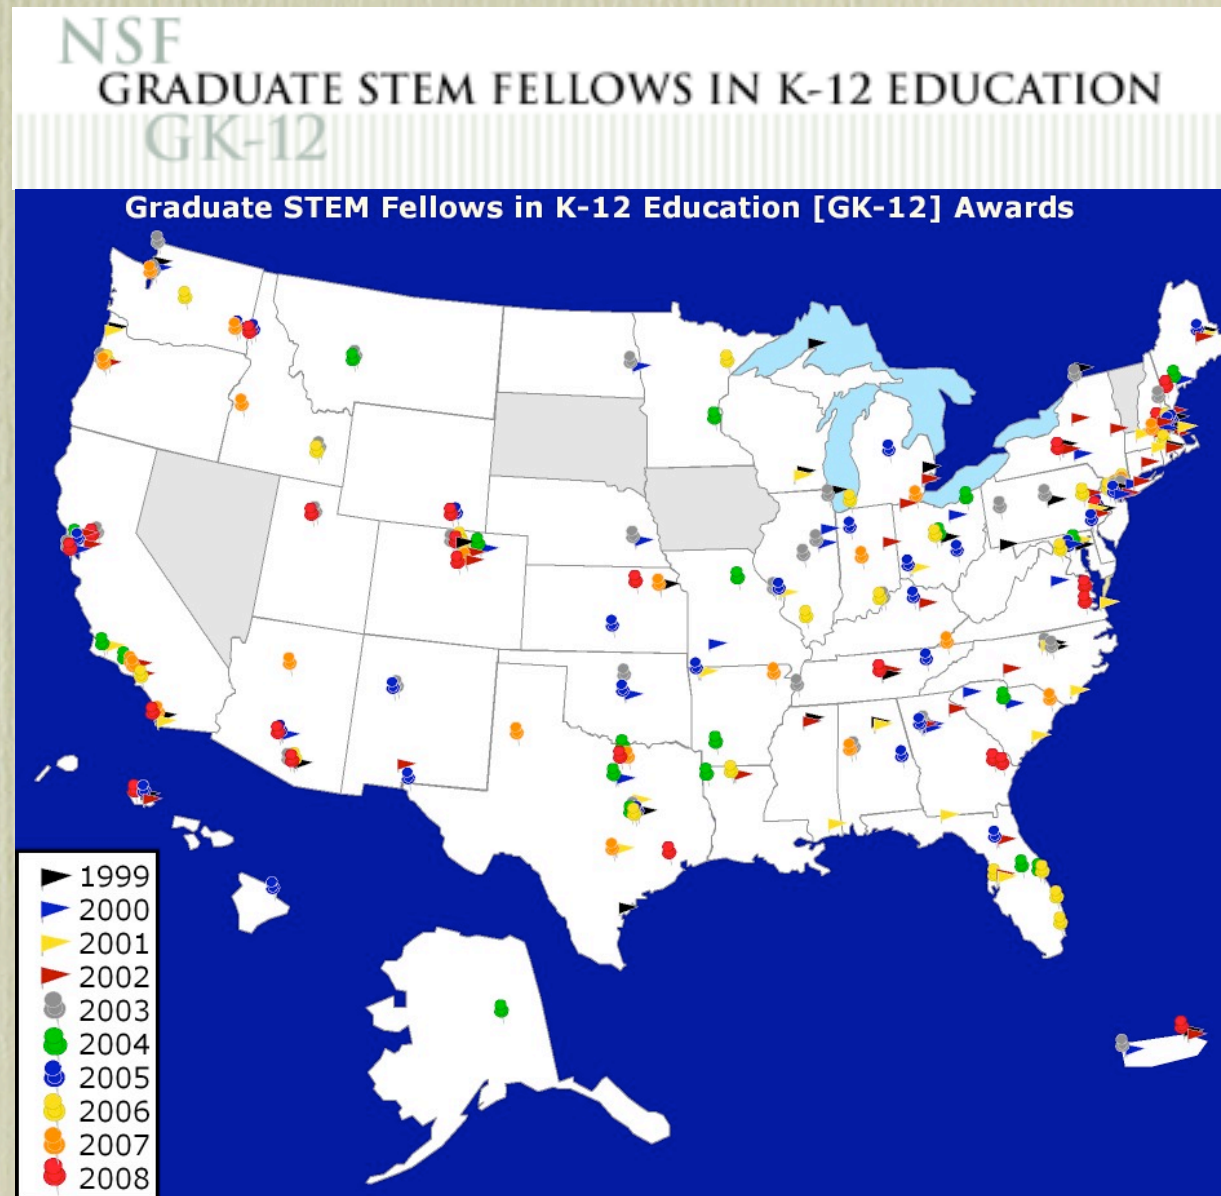 NSF
GRADUATE STEM FELLOWS IN K-12 EDUCATION
GK-12
Graduate STEM Fellows in K-12 Education [GK-12] Awards
1999
2000
2001
2002
2003
2004
2005
2006
2007
2008